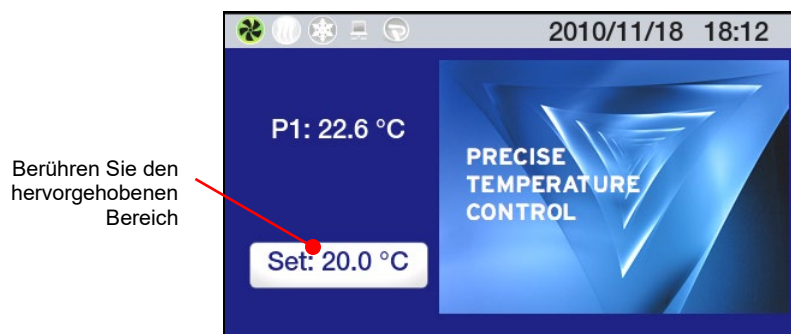 2010/11/18 18:12
P1: 22.6 °C
PRECISE
TEMPERATURE
CONTROL
Berühren Sie den
hervorgehobenen
Bereich
Set: 20.0 °C